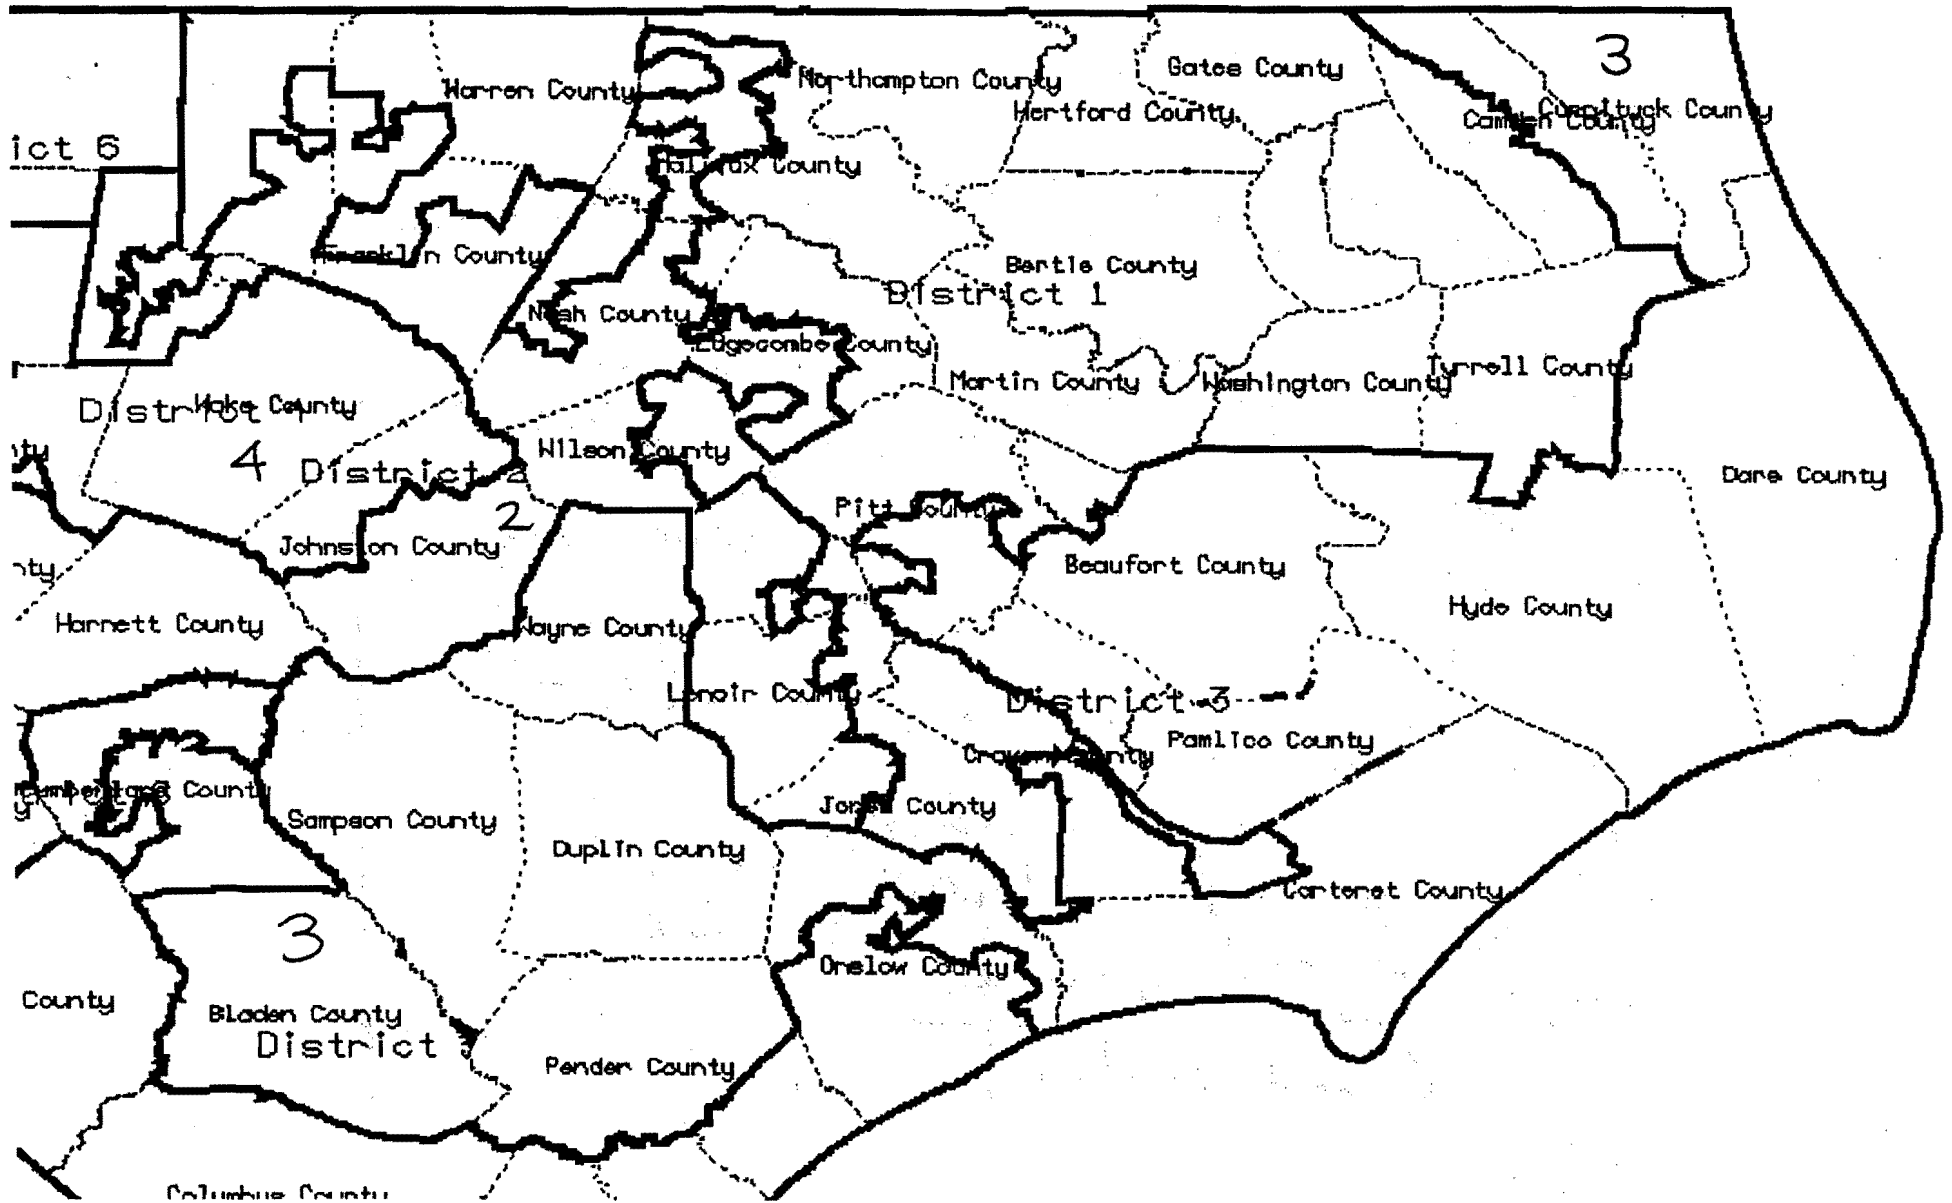 3
Warren County
Northampton County
Gates County
Hertford County
Currituck County
Camden County
ict 6
Halifax County
Franklin County
Bertie County
District 1
Nash County
Edgecombe County
Martin County
Washington County
Tyrrell County
District
Wake County
4
Wilson County
District 2
2
nty
Pitt County
Dare County
Johnston County
nty
Beaufort County
Hyde County
Harnett County
Wayne County
Lenoir County
District 3
Craven County
Pamlico County
Cumberland County
y
Jones County
Sampson County
Duplin County
Carteret County
3
Onslow County
County
Bladen County
District
Pender County
Columbus County